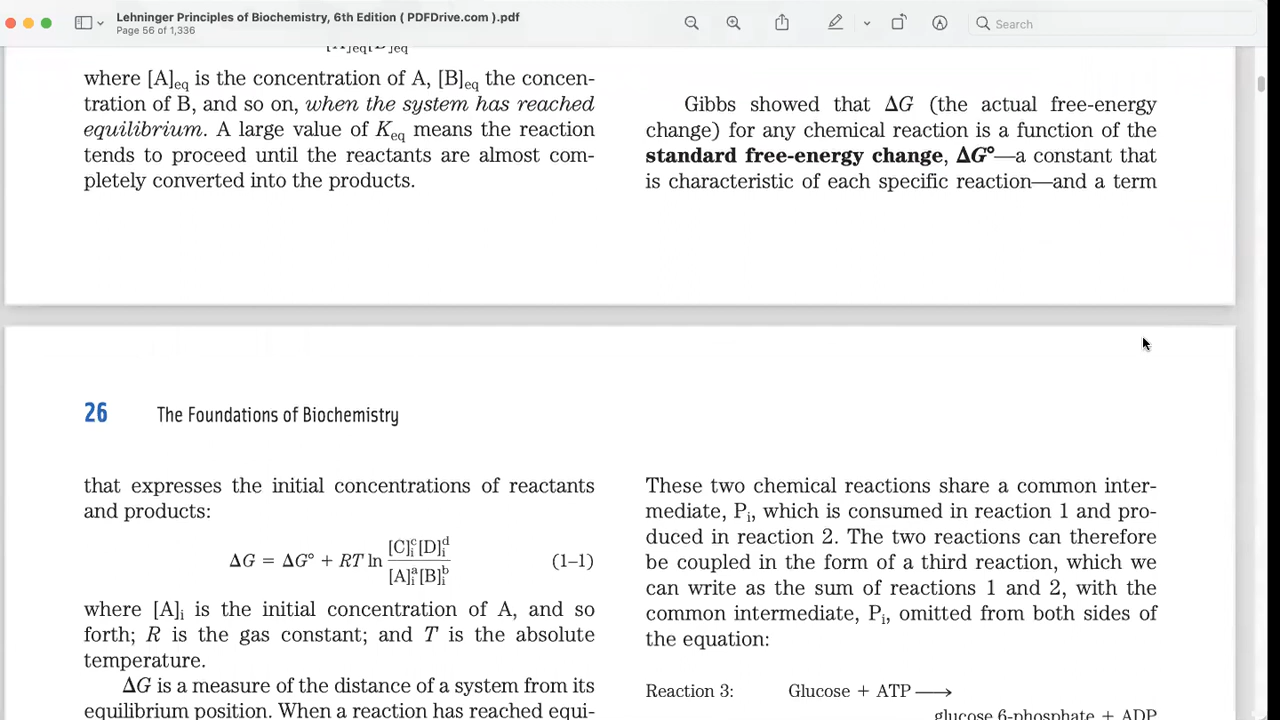 Lehninger Principles of Biochemistry, 6th Edition ( PDFDrive.com ).pdf
Page 56 of 1,336
Search
[A]eq[B]eq
where [A]eq is the concentration of A, [B]eq the concen-
tration of B, and so on, when the system has reached
equilibrium. A large value of Keq means the reaction
tends to proceed until the reactants are almost com-
pletely converted into the products.
Gibbs showed that ΔG (the actual free-energy
change) for any chemical reaction is a function of the
standard free-energy change, ΔG°—a constant that
is characteristic of each specific reaction—and a term
26 The Foundations of Biochemistry
that expresses the initial concentrations of reactants
and products:
ΔG = ΔG° + RT ln [C]ᵢᶜ[D]ᵢᵈ / [A]ᵢᵃ[B]ᵢᵇ (1–1)
where [A]i is the initial concentration of A, and so
forth; R is the gas constant; and T is the absolute
temperature.
ΔG is a measure of the distance of a system from its
equilibrium position. When a reaction has reached equi-
These two chemical reactions share a common inter-
mediate, Pi, which is consumed in reaction 1 and pro-
duced in reaction 2. The two reactions can therefore
be coupled in the form of a third reaction, which we
can write as the sum of reactions 1 and 2, with the
common intermediate, Pi, omitted from both sides of
the equation:
Reaction 3: Glucose + ATP ⟶
glucose 6-phosphate + ADP